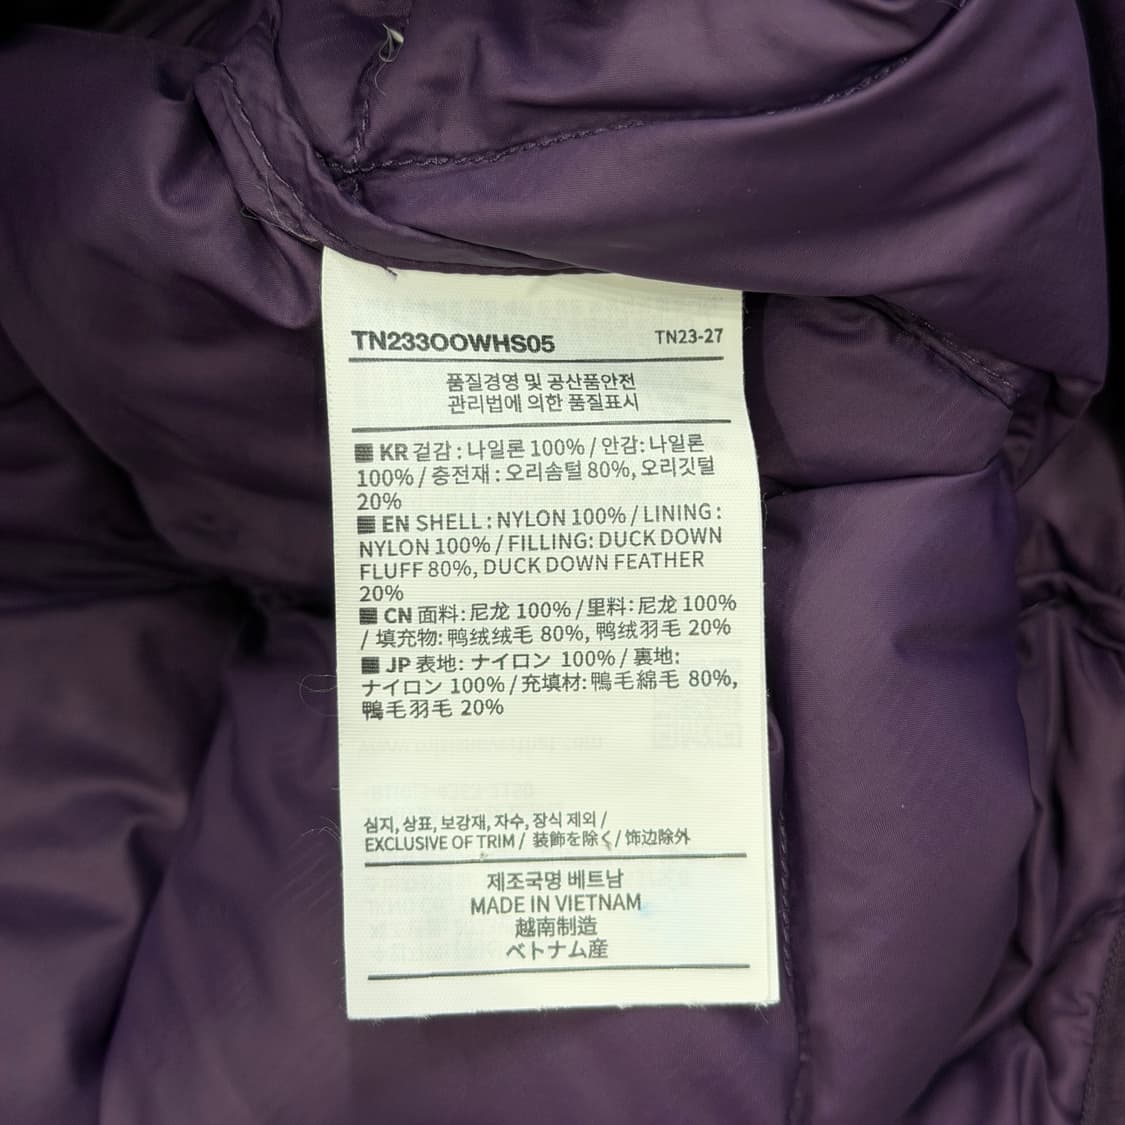 TN233OOWHS05
TN23-27
품질경영 및 공산품안전
관리법에 의한 품질표시
KR 겉감 : 나일론 100% / 안감: 나일론
100% / 충전재 : 오리솜털 80%, 오리깃털
20%
EN SHELL : NYLON 100% / LINING :
NYLON 100% / FILLING: DUCK DOWN
FLUFF 80%, DUCK DOWN FEATHER
20%
CN 面料: 尼龙 100% / 里料: 尼龙 100%
/ 填充物: 鸭绒绒毛 80%, 鸭绒羽毛 20%
JP 表地: ナイロン 100% / 裏地:
ナイロン 100% / 充填材: 鴨毛綿毛 80%,
鴨毛羽毛 20%
심지, 상표, 보강재, 자수, 장식 제외 /
EXCLUSIVE OF TRIM / 装飾を除く / 饰边除外
제조국명 베트남
MADE IN VIETNAM
越南制造
ベトナム産